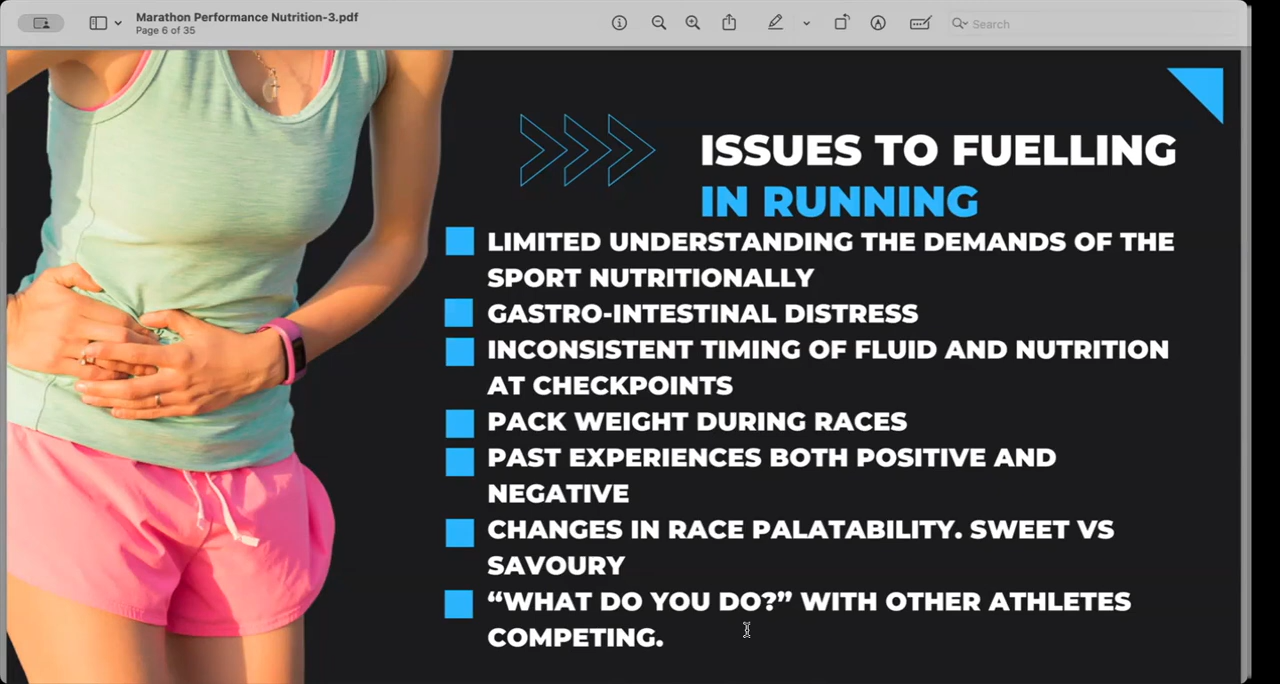 Marathon Performance Nutrition-3.pdf
Page 6 of 35
Search
ISSUES TO FUELLING
IN RUNNING
LIMITED UNDERSTANDING THE DEMANDS OF THE
SPORT NUTRITIONALLY
GASTRO-INTESTINAL DISTRESS
INCONSISTENT TIMING OF FLUID AND NUTRITION
AT CHECKPOINTS
PACK WEIGHT DURING RACES
PAST EXPERIENCES BOTH POSITIVE AND
NEGATIVE
CHANGES IN RACE PALATABILITY. SWEET VS
SAVOURY
“WHAT DO YOU DO?” WITH OTHER ATHLETES
COMPETING.